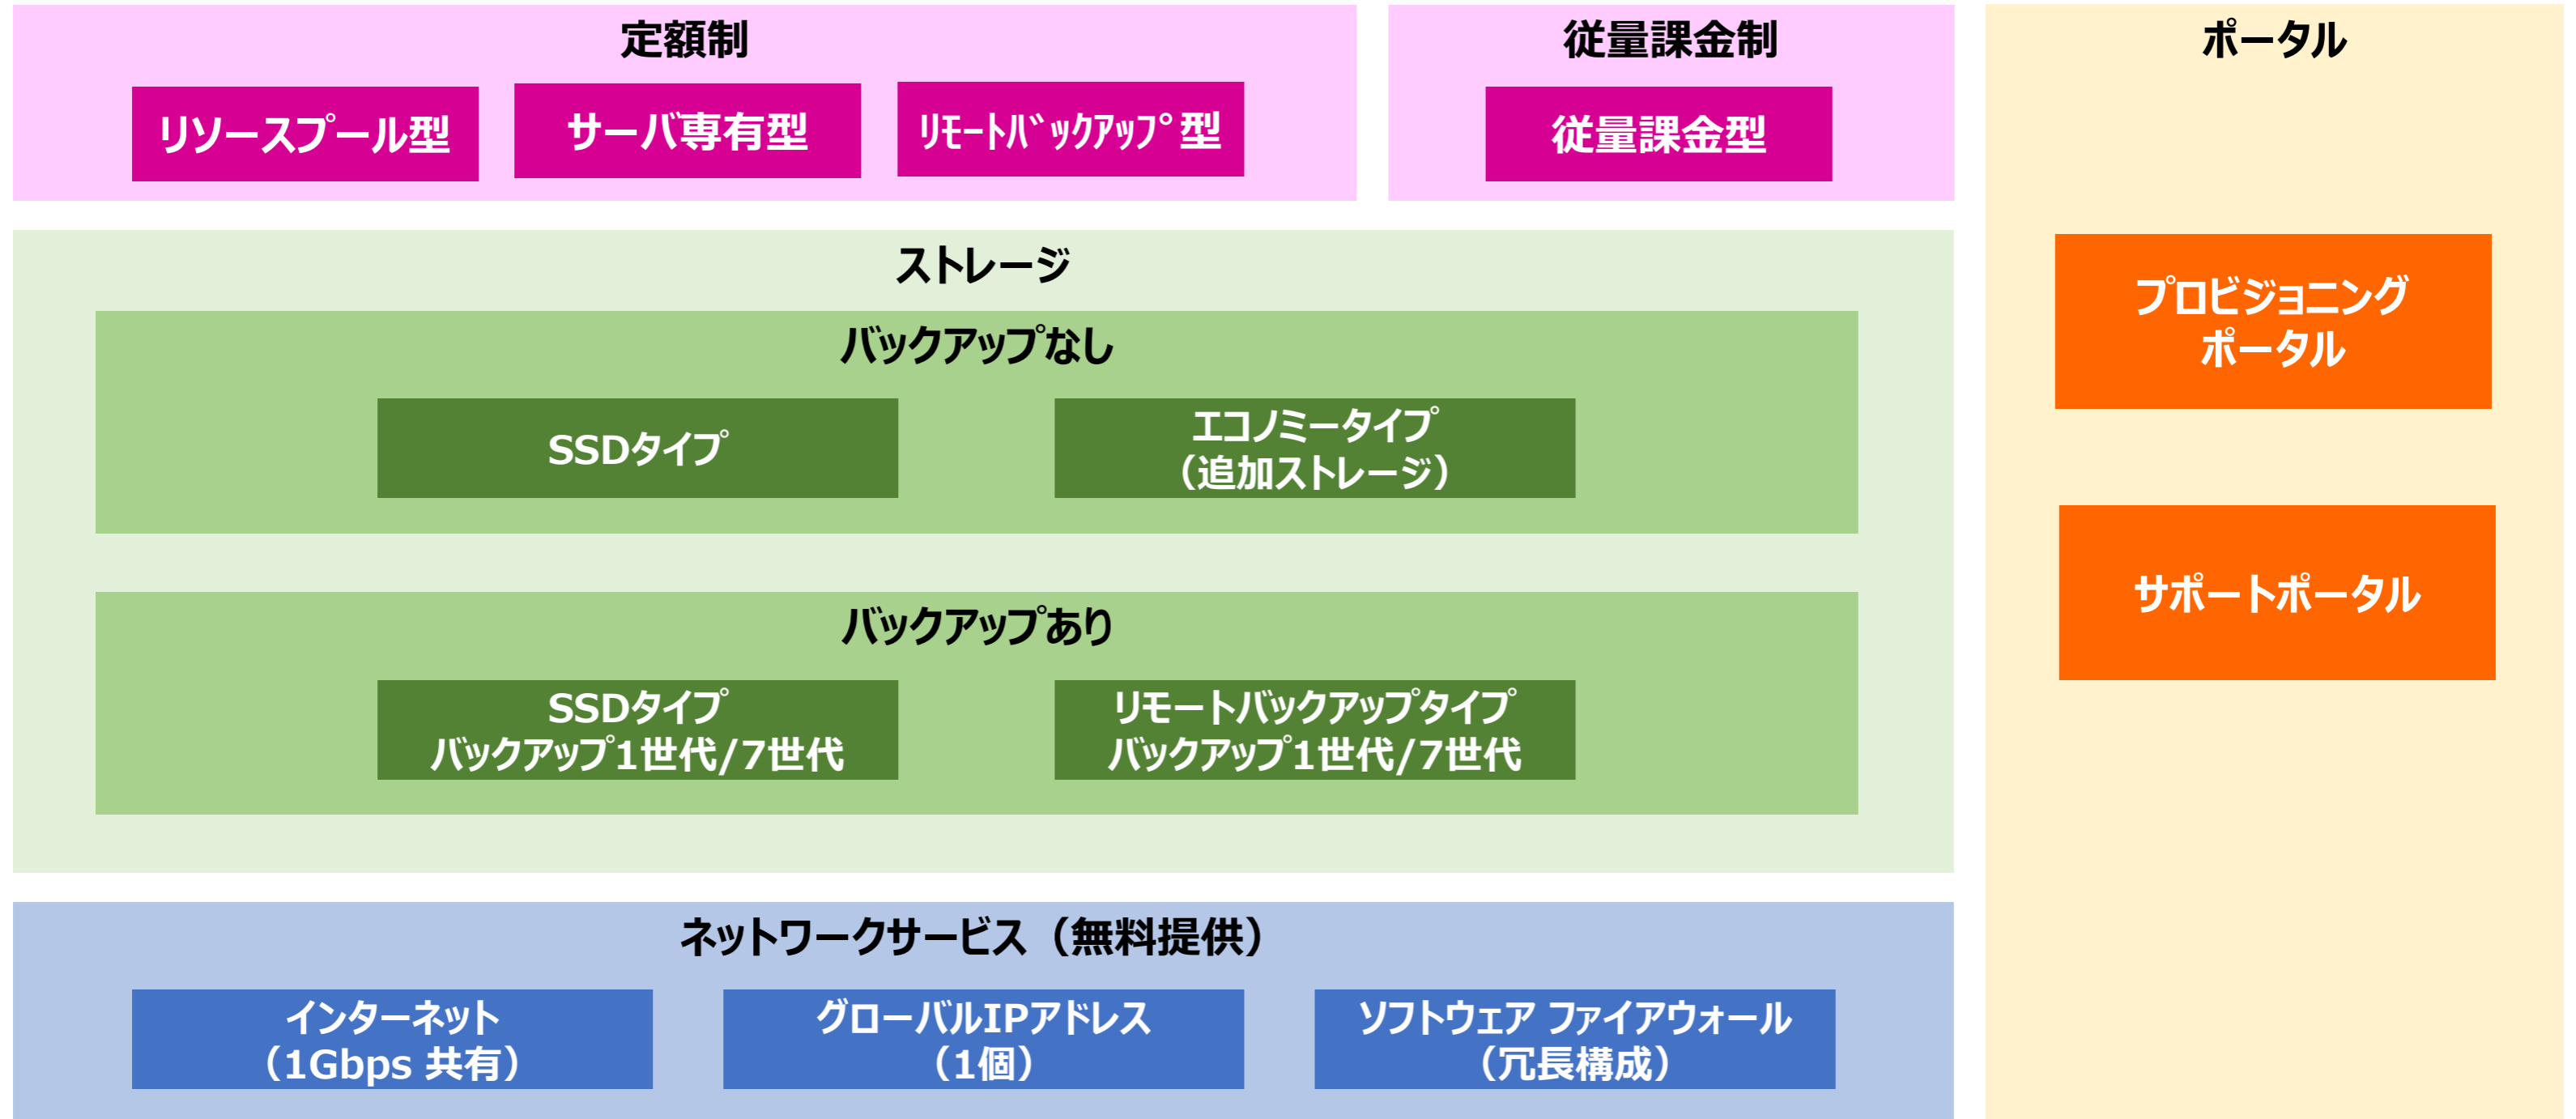 定額制
リソースプール型
サーバ専有型
ﾘﾓｰﾄﾊﾞｯｸｱｯﾌﾟ型
従量課金制
従量課金型
ストレージ
バックアップなし
SSDタイプ
エコノミータイプ
（追加ストレージ）
バックアップあり
SSDタイプ
バックアップ1世代/7世代
リモートバックアップタイプ
バックアップ1世代/7世代
ネットワークサービス（無料提供）
インターネット
（1Gbps 共有）
グローバルIPアドレス
（1個）
ソフトウェア ファイアウォール
（冗長構成）
ポータル
プロビジョニング
ポータル
サポートポータル